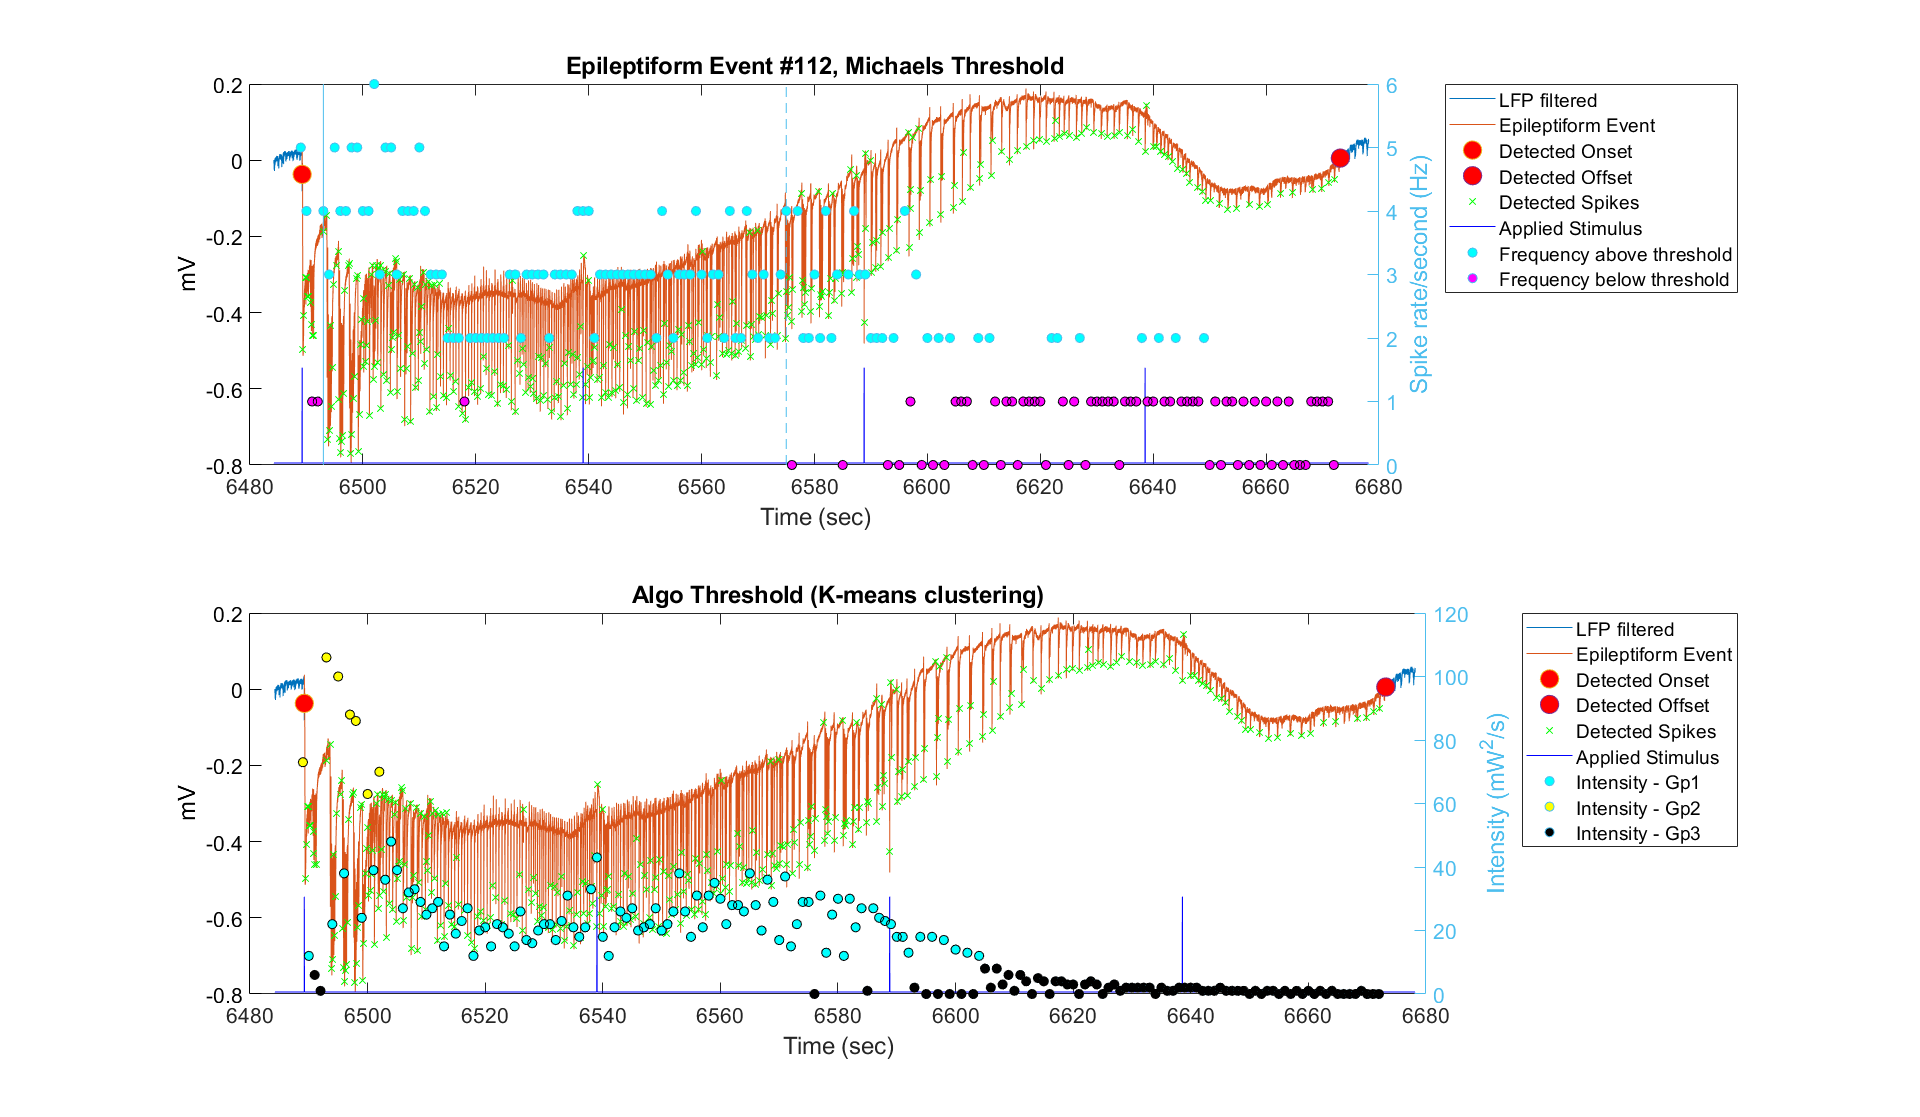 Epileptiform Event #112, Michaels Threshold
0.2
0
-0.2
-0.4
-0.6
-0.8
mV
6
5
4
3
2
1
0
Spike rate/second (Hz)
6480 6500 6520 6540 6560 6580 6600 6620 6640 6660 6680
Time (sec)
LFP filtered
Epileptiform Event
Detected Onset
Detected Offset
Detected Spikes
Applied Stimulus
Frequency above threshold
Frequency below threshold
Algo Threshold (K-means clustering)
0.2
0
-0.2
-0.4
-0.6
-0.8
mV
120
100
80
60
40
20
0
Intensity (mW²/s)
6480 6500 6520 6540 6560 6580 6600 6620 6640 6660 6680
Time (sec)
LFP filtered
Epileptiform Event
Detected Onset
Detected Offset
Detected Spikes
Applied Stimulus
Intensity - Gp1
Intensity - Gp2
Intensity - Gp3